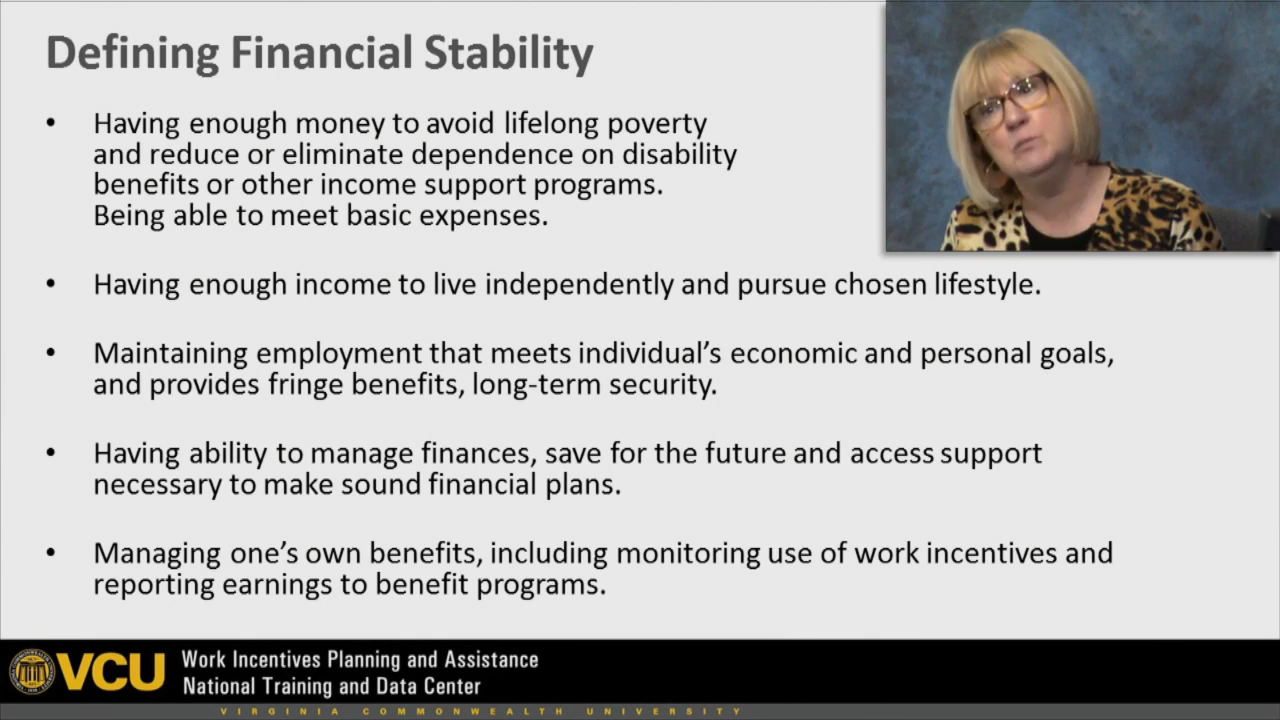 Defining Financial Stability
• Having enough money to avoid lifelong poverty
and reduce or eliminate dependence on disability
benefits or other income support programs.
Being able to meet basic expenses.
• Having enough income to live independently and pursue chosen lifestyle.
• Maintaining employment that meets individual’s economic and personal goals,
and provides fringe benefits, long-term security.
• Having ability to manage finances, save for the future and access support
necessary to make sound financial plans.
• Managing one’s own benefits, including monitoring use of work incentives and
reporting earnings to benefit programs.
VCU
Work Incentives Planning and Assistance
National Training and Data Center
VIRGINIA COMMONWEALTH UNIVERSITY